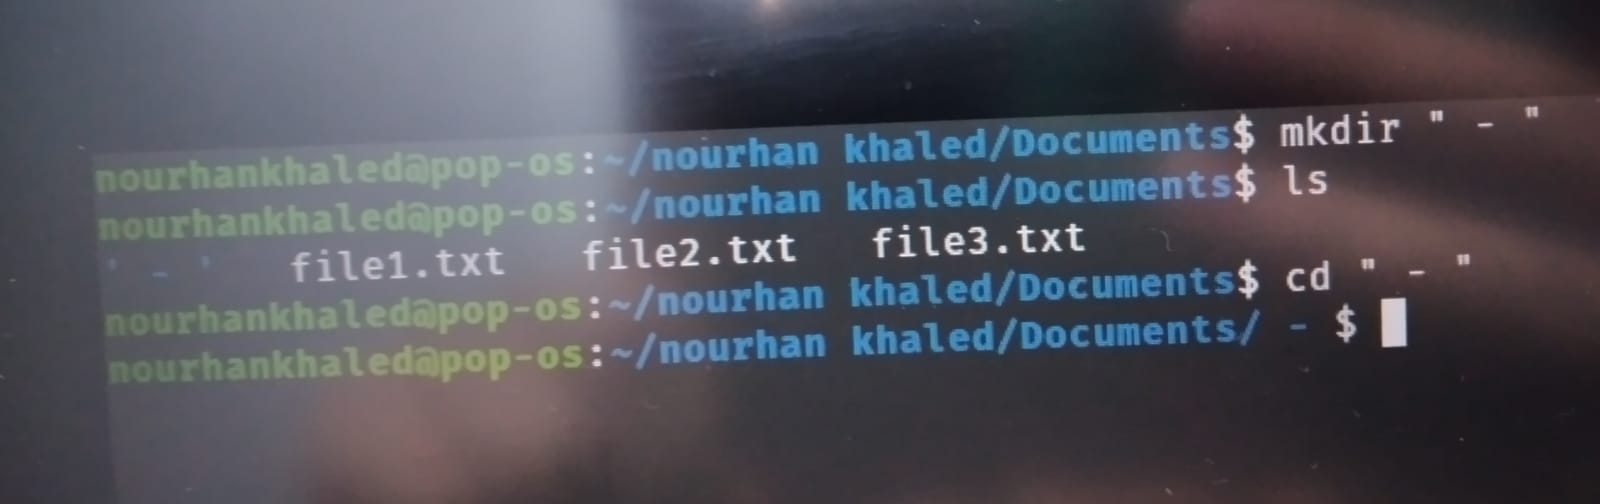 nourhankhaled@pop-os:~/nourhan khaled/Documents$ mkdir " - "
nourhankhaled@pop-os:~/nourhan khaled/Documents$ ls
' - '   file1.txt   file2.txt   file3.txt
nourhankhaled@pop-os:~/nourhan khaled/Documents$ cd " - "
nourhankhaled@pop-os:~/nourhan khaled/Documents/ - $